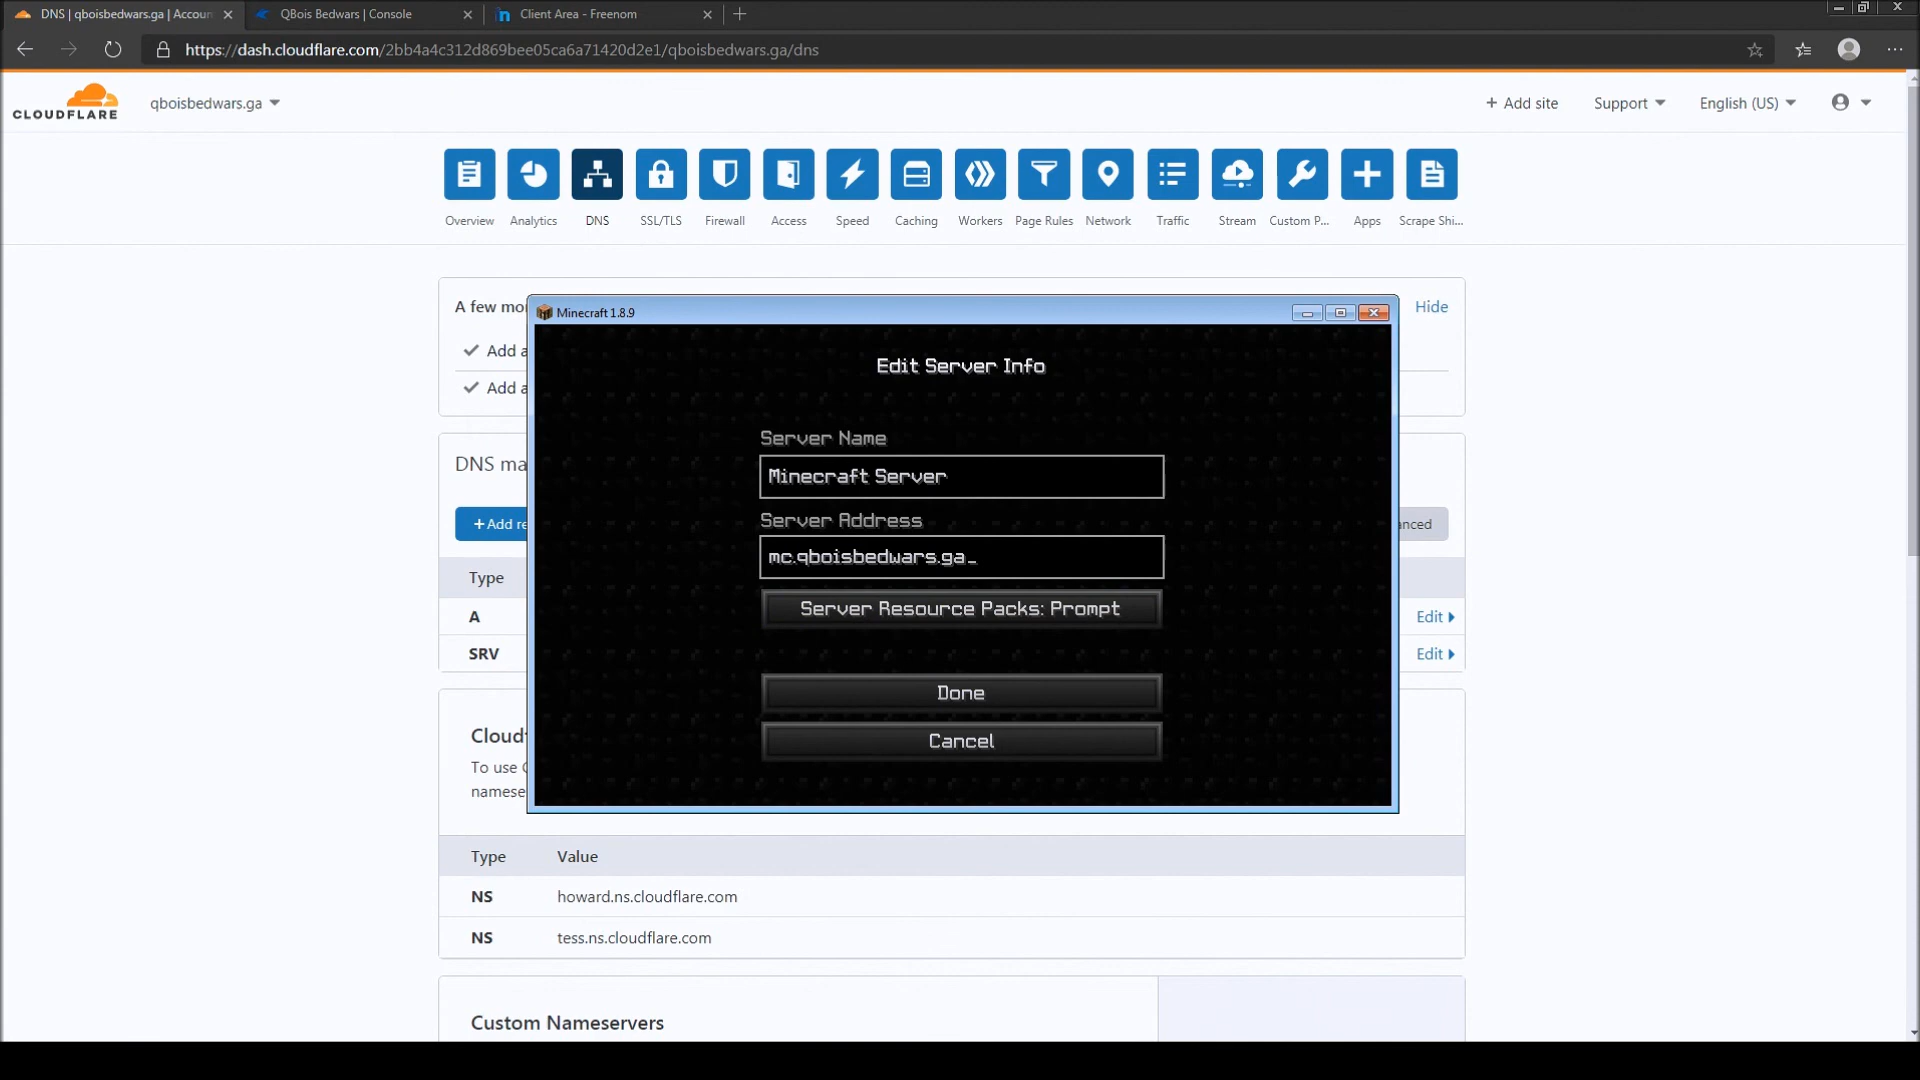 DNS | qboisbedwars.ga | Accoun
QBois Bedwars | Console
Client Area - Freenom
https://dash.cloudflare.com/2bb4a4c312d869bee05ca6a71420d2e1/qboisbedwars.ga/dns
CLOUDFLARE
qboisbedwars.ga
+ Add site
Support
English (US)
Overview
Analytics
DNS
SSL/TLS
Firewall
Access
Speed
Caching
Workers
Page Rules
Network
Traffic
Stream
Custom P...
Apps
Scrape Shi...
A few mo
Hide
Add a
Add a
Minecraft 1.8.9
Edit Server Info
Server Name
Minecraft Server
Server Address
mc.qboisbedwars.ga_
Server Resource Packs: Prompt
Done
Cancel
DNS ma
+ Add re
anced
Type
A
Edit
SRV
Edit
Cloudf
To use C
namese
Type Value
NS howard.ns.cloudflare.com
NS tess.ns.cloudflare.com
Custom Nameservers